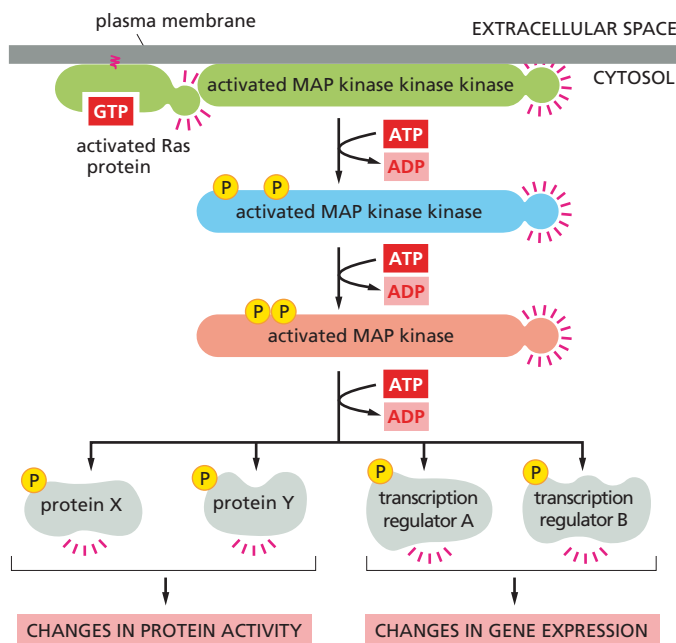 plasma membrane
EXTRACELLULAR SPACE
CYTOSOL
activated MAP kinase kinase kinase
GTP
activated Ras
protein
ATP
ADP
P P
activated MAP kinase kinase
ATP
ADP
P P
activated MAP kinase
ATP
ADP
P
protein X
P
protein Y
P
transcription
regulator A
P
transcription
regulator B
CHANGES IN PROTEIN ACTIVITY
CHANGES IN GENE EXPRESSION